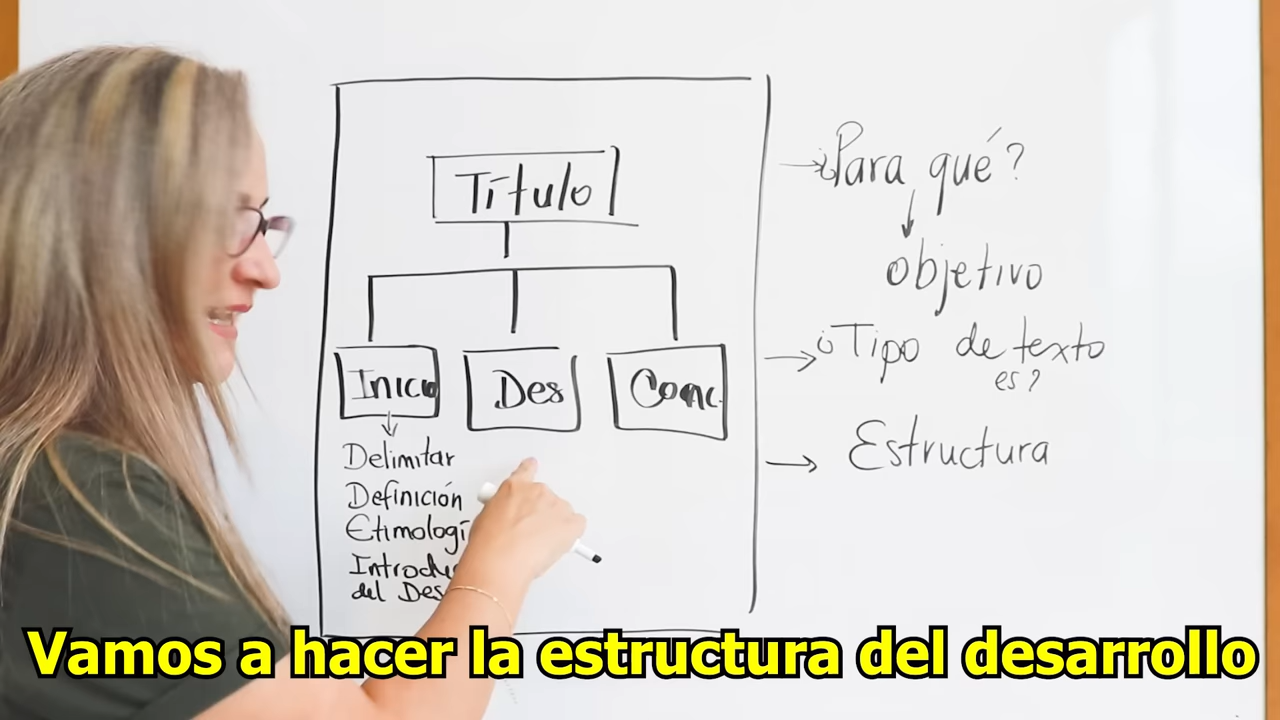 Título
Inicio
Des
Conc.
Delimitar
Definición
Etimologí
Introdu
del Des
¿Para qué?
objetivo
¿Tipo de texto
es?
Estructura
Vamos a hacer la estructura del desarrollo